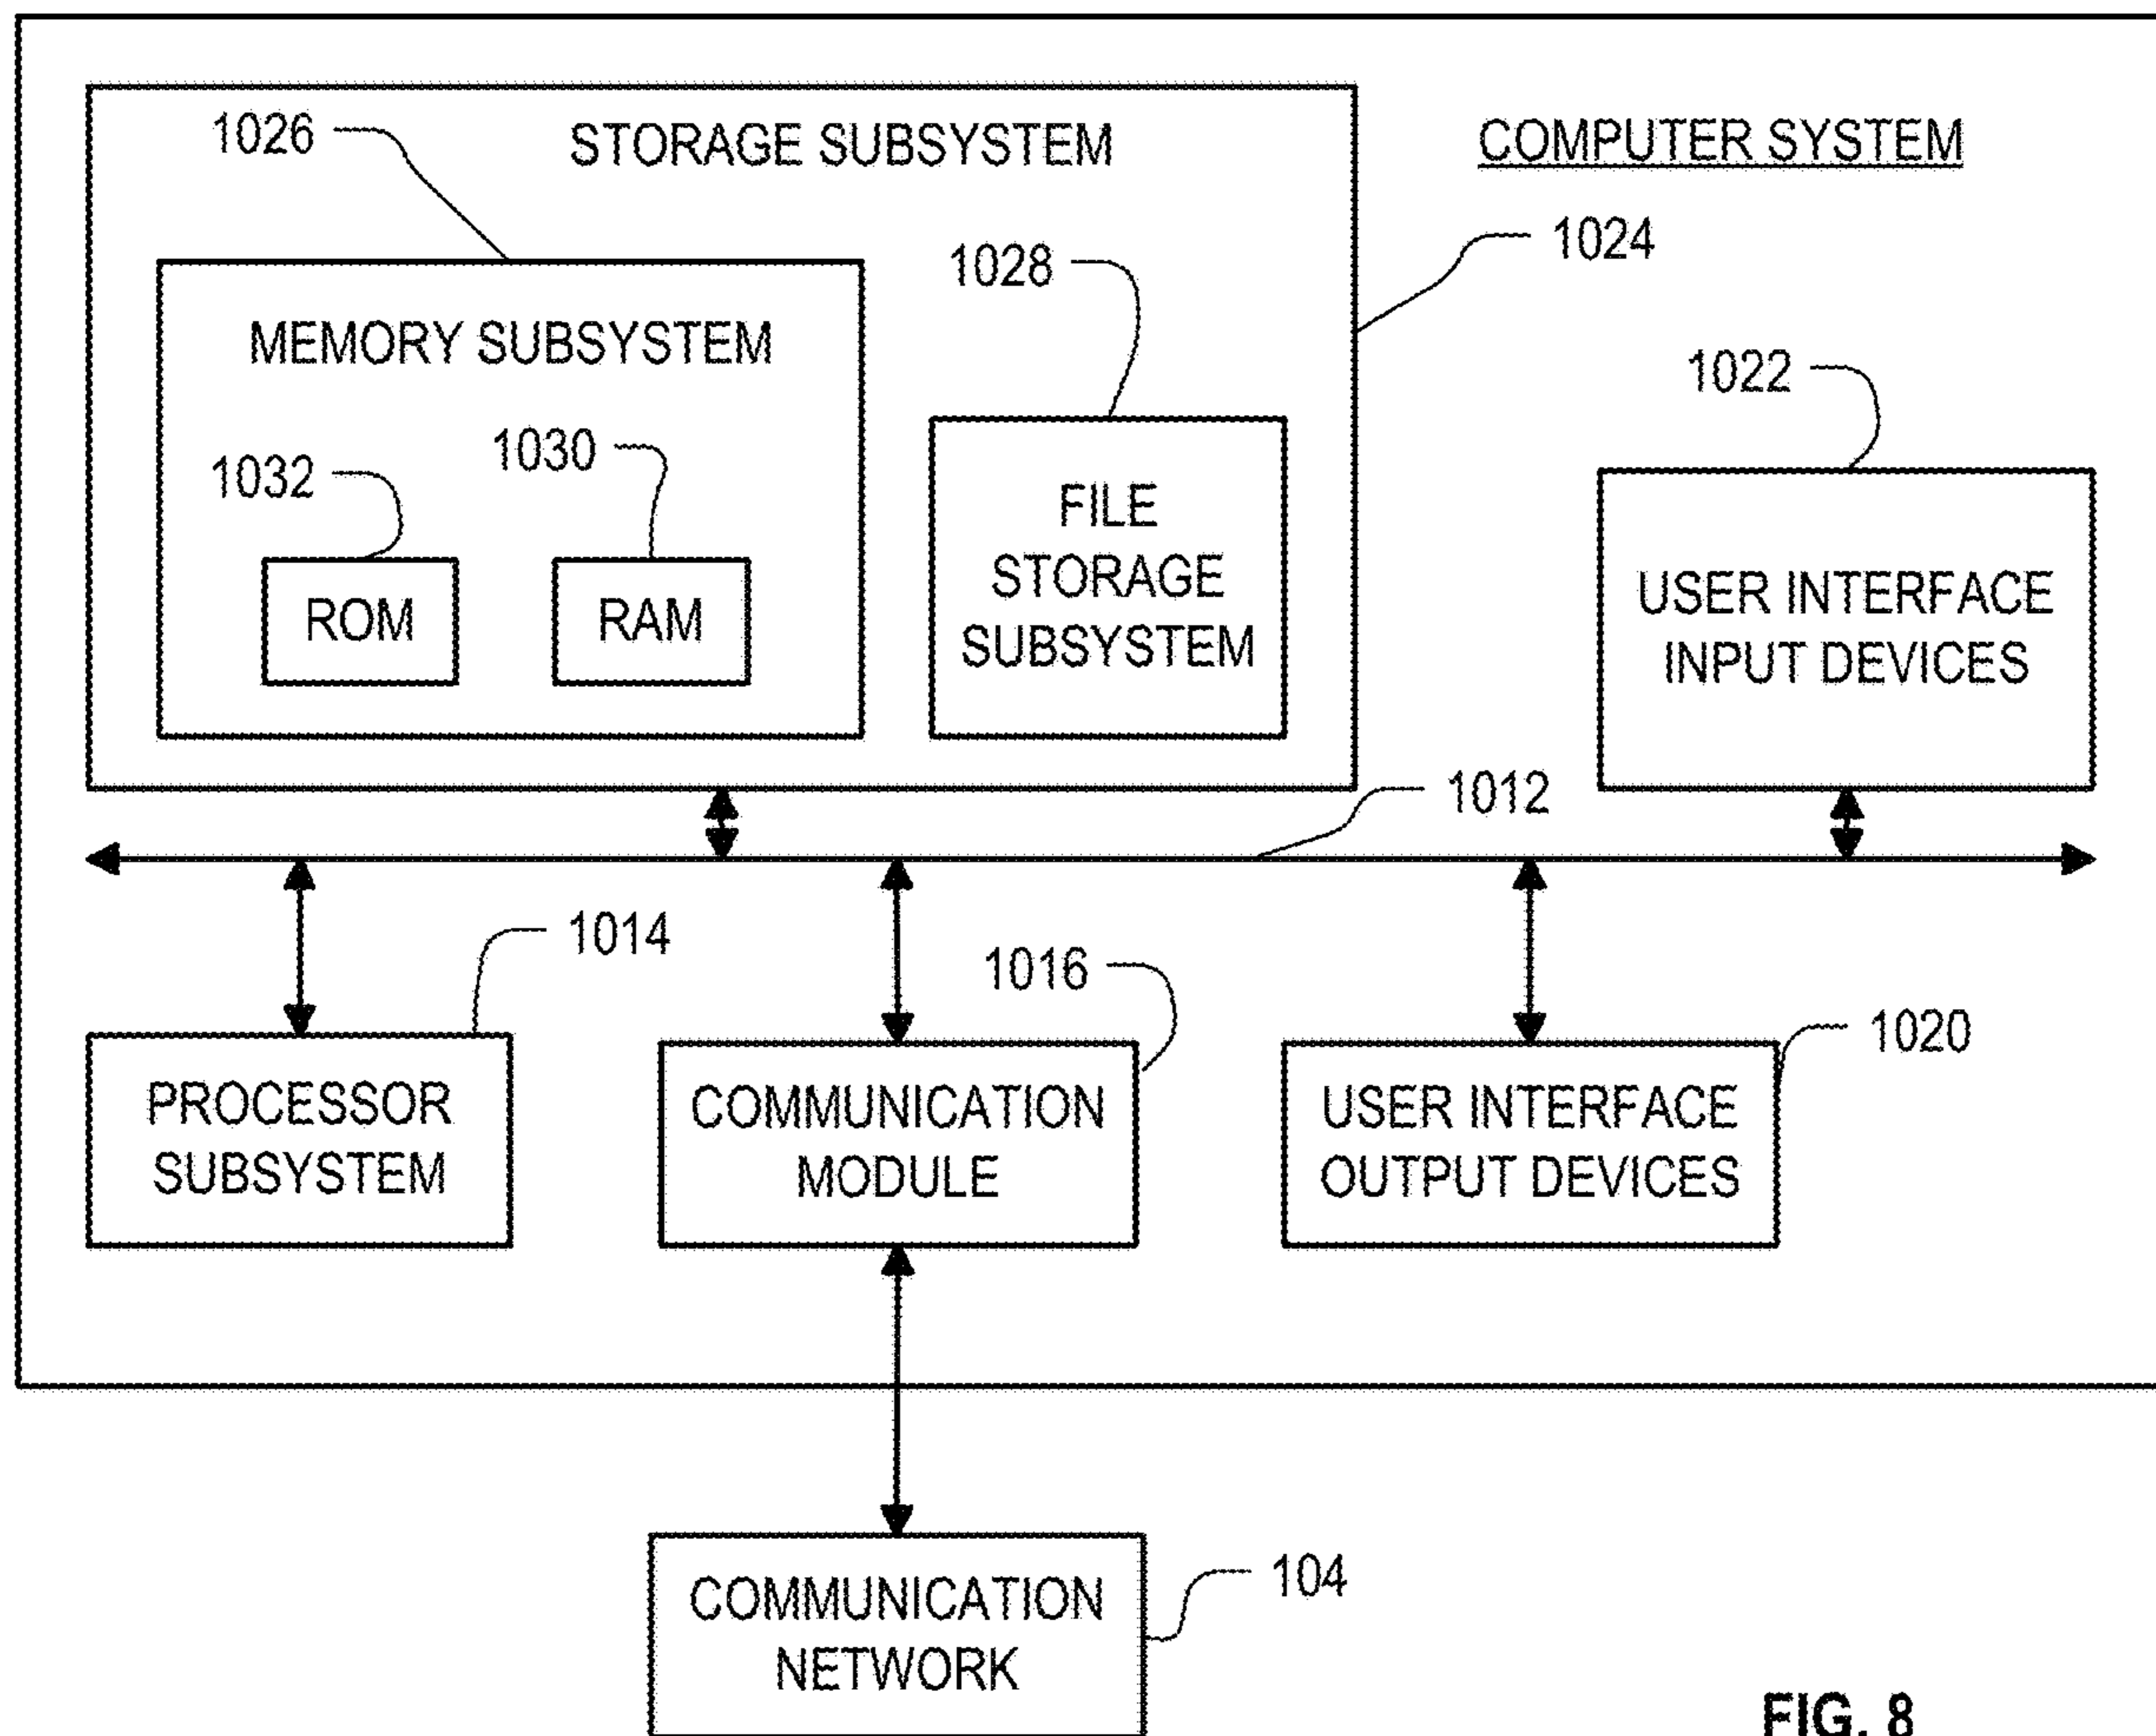 1026
STORAGE SUBSYSTEM
COMPUTER SYSTEM
1024
1028
MEMORY SUBSYSTEM
1022
1032
1030
ROM
RAM
FILE
STORAGE
SUBSYSTEM
USER INTERFACE
INPUT DEVICES
1012
1014
1016
1020
PROCESSOR
SUBSYSTEM
COMMUNICATION
MODULE
USER INTERFACE
OUTPUT DEVICES
COMMUNICATION
NETWORK
104
FIG. 8